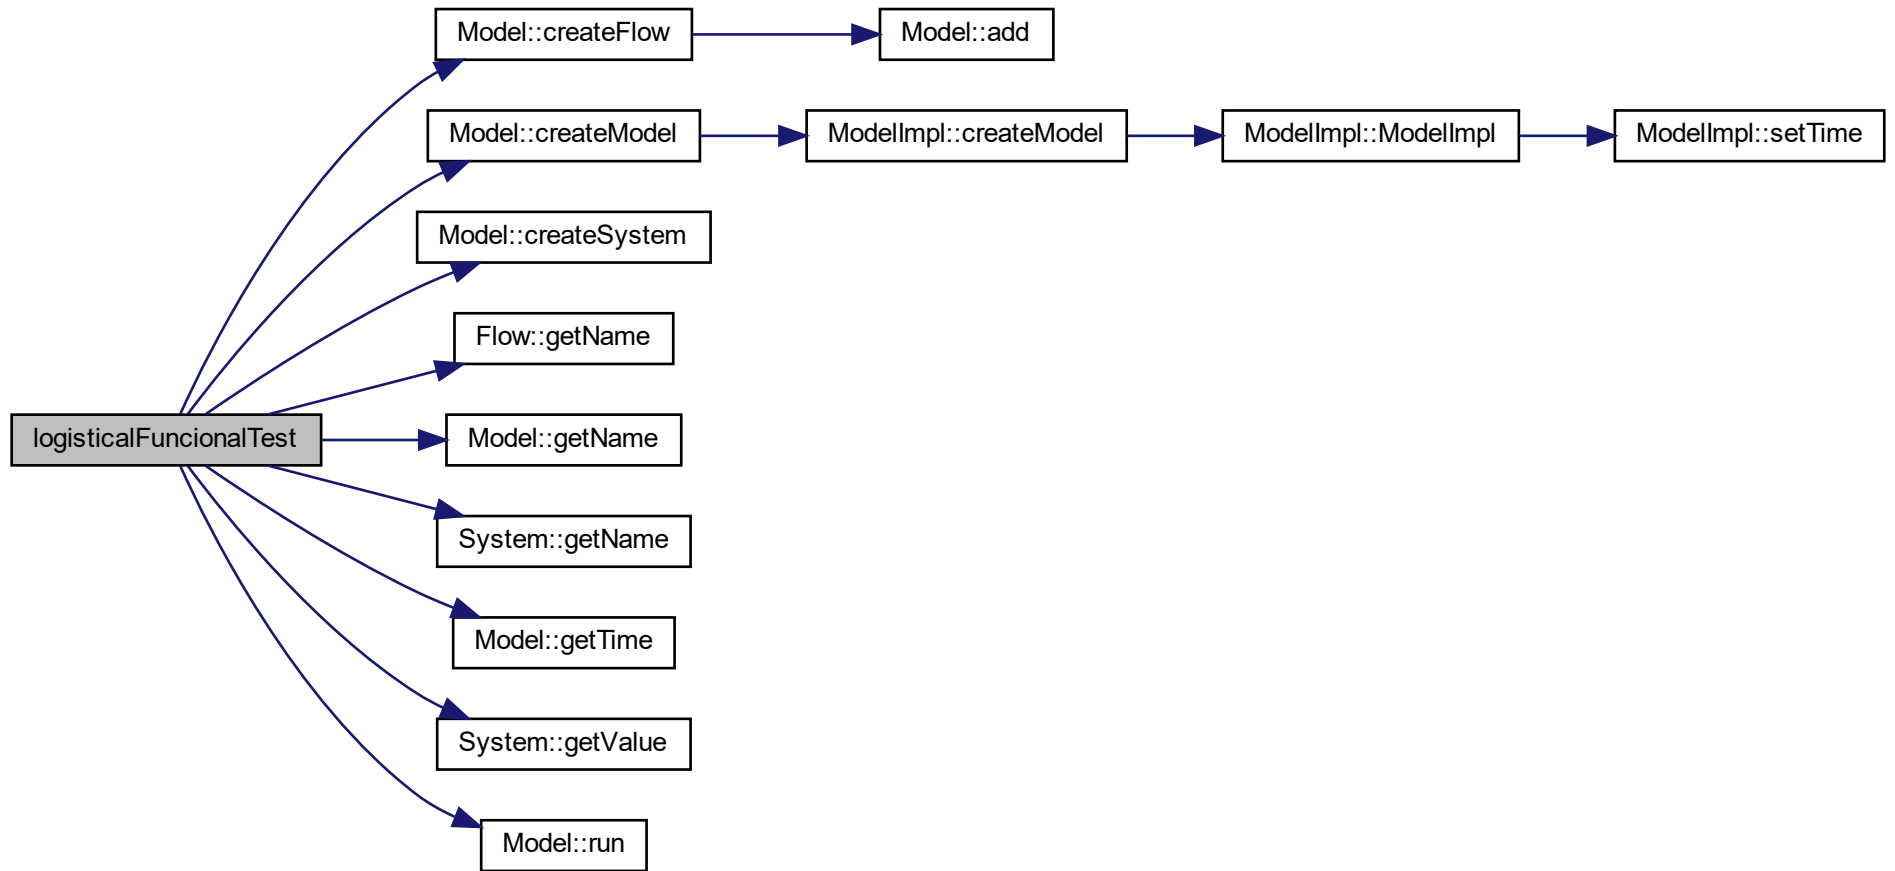 Model::createFlow
Model::add
Model::createModel
ModelImpl::createModel
ModelImpl::ModelImpl
ModelImpl::setTime
Model::createSystem
Flow::getName
logisticalFuncionalTest
Model::getName
System::getName
Model::getTime
System::getValue
Model::run